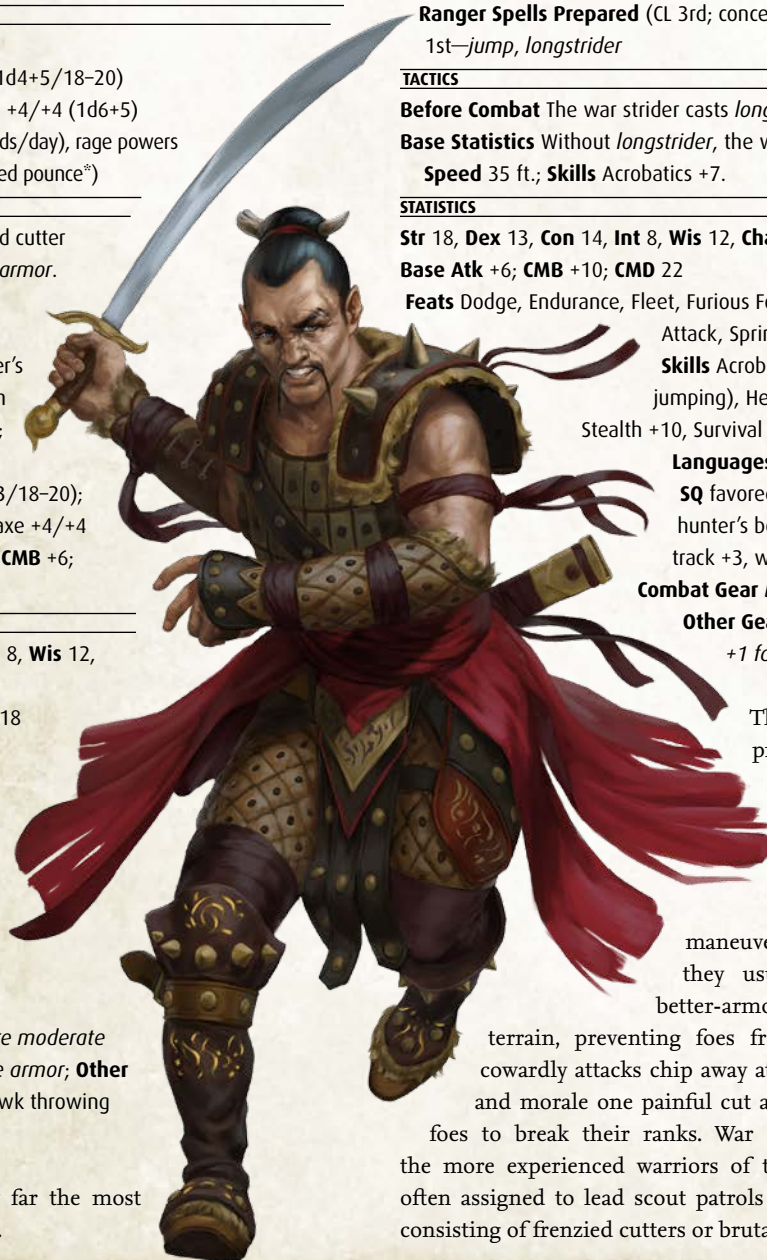 1d4+5/18–20)
+4/+4 (1d6+5)
ds/day), rage powers
ed pounce*)
d cutter
armor.
er's
n
;
3/18–20);
axe +4/+4
CMB +6;
8, Wis 12,
18
te moderate
e armor; Other
wk throwing
far the most
Ranger Spells Prepared (CL 3rd; conce
1st—jump, longstrider
TACTICS
Before Combat The war strider casts long
Base Statistics Without longstrider, the w
Speed 35 ft.; Skills Acrobatics +7.
STATISTICS
Str 18, Dex 13, Con 14, Int 8, Wis 12, Cha
Base Atk +6; CMB +10; CMD 22
Feats Dodge, Endurance, Fleet, Furious Fo
Attack, Sprin
Skills Acrob
jumping), He
Stealth +10, Survival
Languages
SQ favored
hunter's bo
track +3, w
Combat Gear
Other Gea
+1 fo
Th
pr
maneuve
they usu
better-armo
terrain, preventing foes fr
cowardly attacks chip away at
and morale one painful cut a
foes to break their ranks. War
the more experienced warriors of t
often assigned to lead scout patrols
consisting of frenzied cutters or bruta